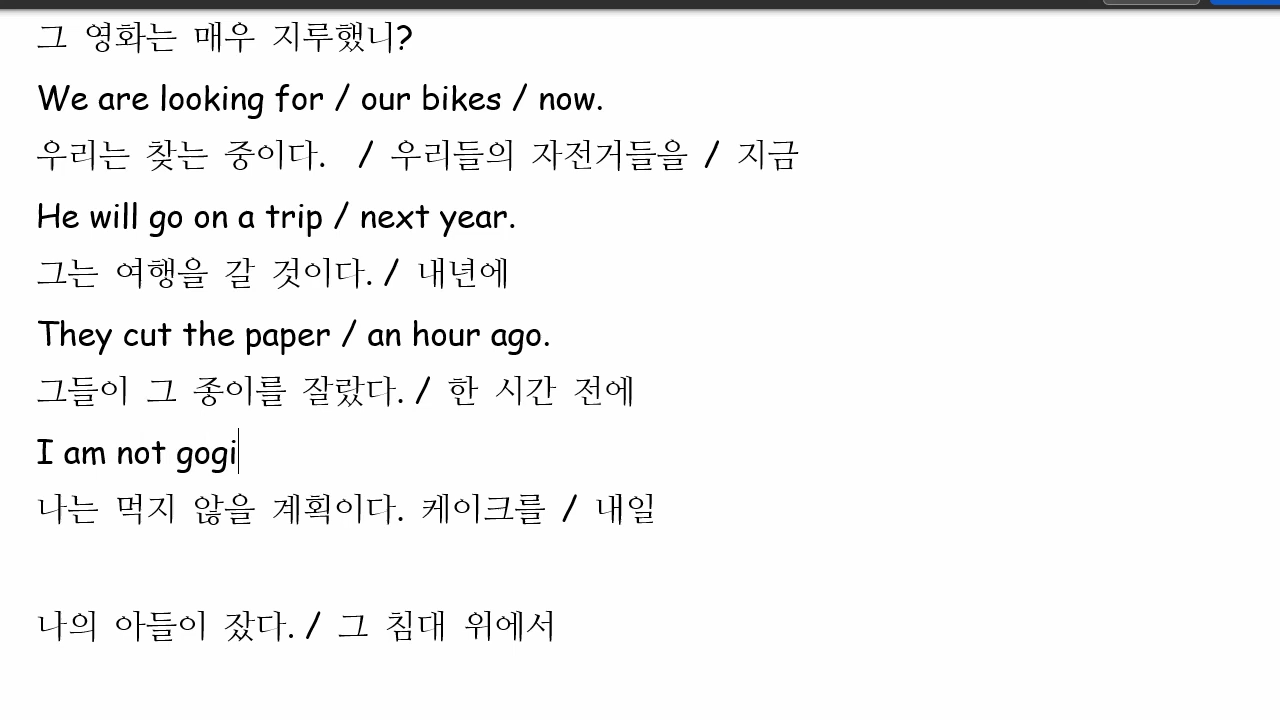 그 영화는 매우 지루했니?
We are looking for / our bikes / now.
우리는 찾는 중이다. / 우리들의 자전거들을 / 지금
He will go on a trip / next year.
그는 여행을 갈 것이다. / 내년에
They cut the paper / an hour ago.
그들이 그 종이를 잘랐다. / 한 시간 전에
I am not gogi
나는 먹지 않을 계획이다. 케이크를 / 내일
나의 아들이 잤다. / 그 침대 위에서